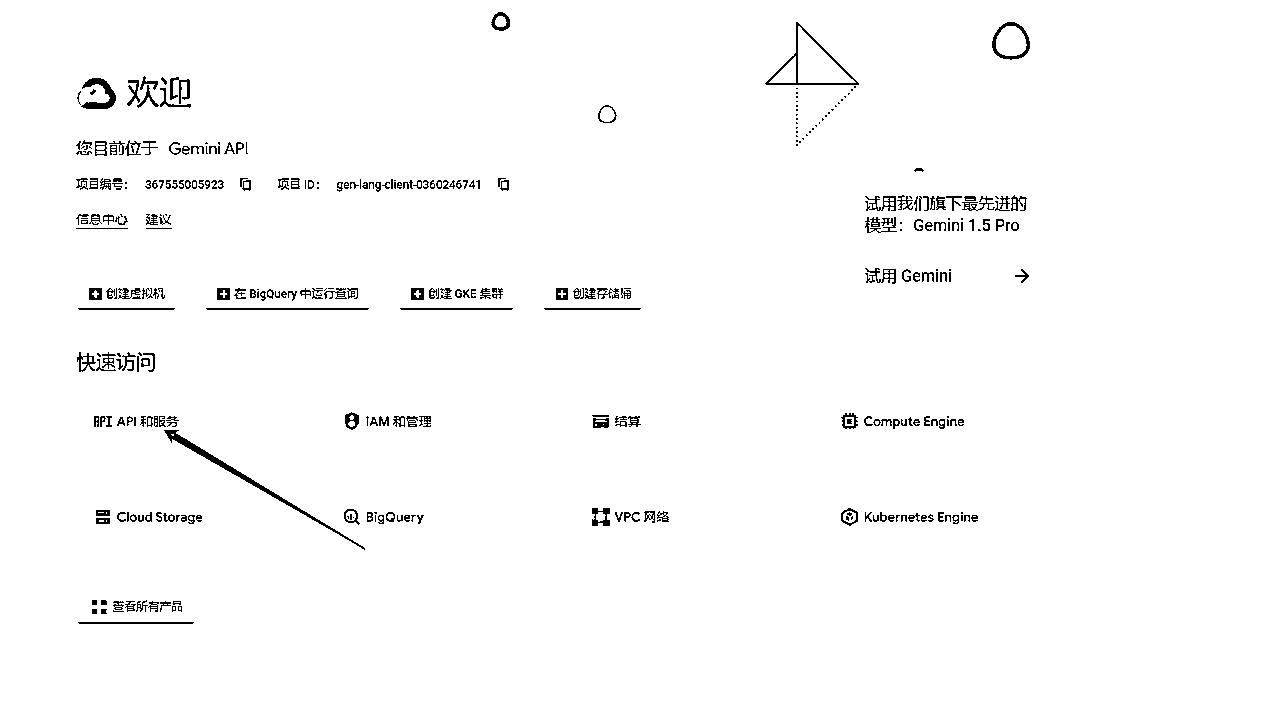 欢迎
您目前位于 Gemini API
项目编号： 367555005923 项目 ID： gen-lang-client-0360246741
信息中心 建议
试用我们旗下最先进的
模型：Gemini 1.5 Pro
试用 Gemini
创建虚拟机 在 BigQuery 中运行查询 创建 GKE 集群 创建存储桶
快速访问
API API 和服务 IAM 和管理 结算 Compute Engine
Cloud Storage BigQuery VPC 网络 Kubernetes Engine
查看所有产品